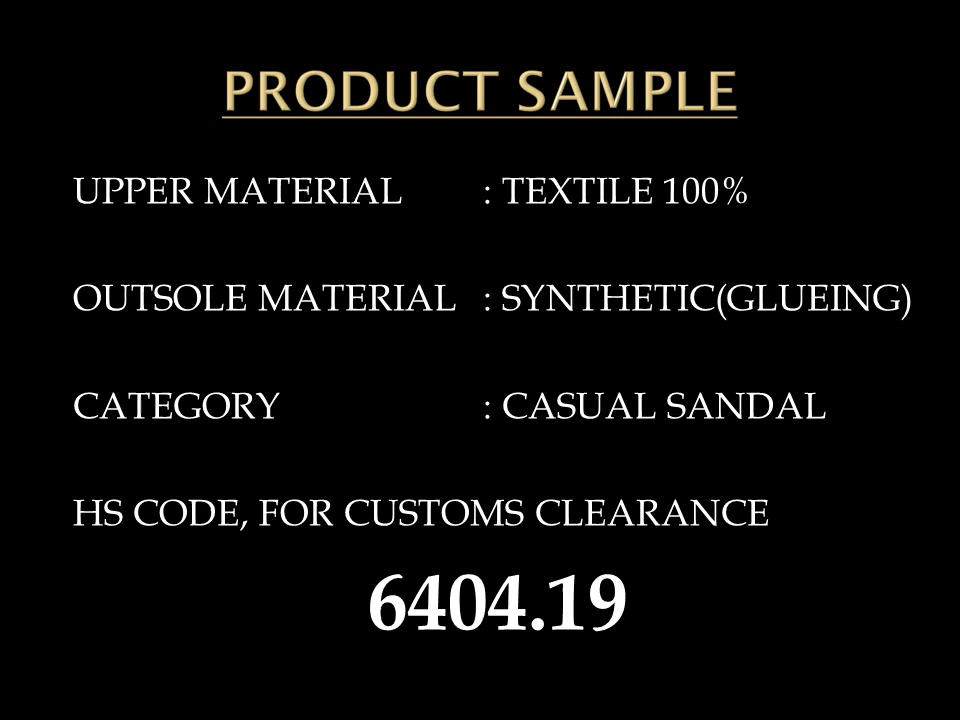 PRODUCT SAMPLE
UPPER MATERIAL : TEXTILE 100%
OUTSOLE MATERIAL : SYNTHETIC(GLUEING)
CATEGORY : CASUAL SANDAL
HS CODE, FOR CUSTOMS CLEARANCE
6404.19